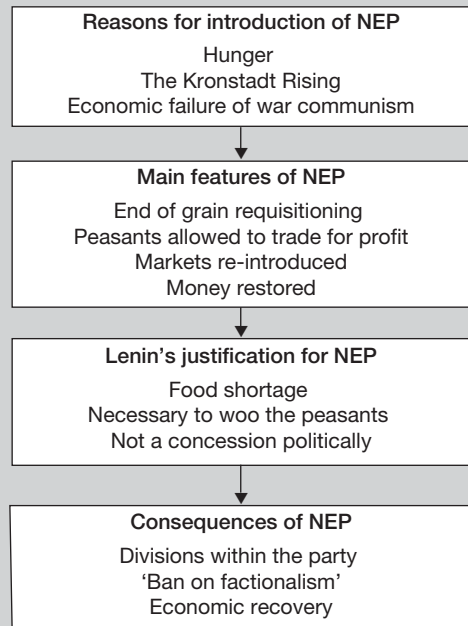 Reasons for introduction of NEP
Hunger
The Kronstadt Rising
Economic failure of war communism
Main features of NEP
End of grain requisitioning
Peasants allowed to trade for profit
Markets re-introduced
Money restored
Lenin's justification for NEP
Food shortage
Necessary to woo the peasants
Not a concession politically
Consequences of NEP
Divisions within the party
'Ban on factionalism'
Economic recovery